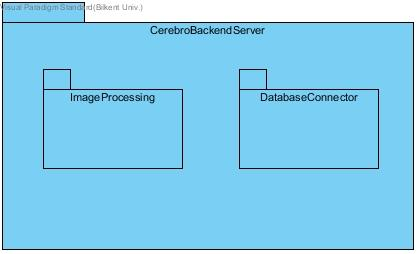 Visual Paradigm Standard(Bilkent Univ.)
CerebroBackendServer
ImageProcessing
DatabaseConnector